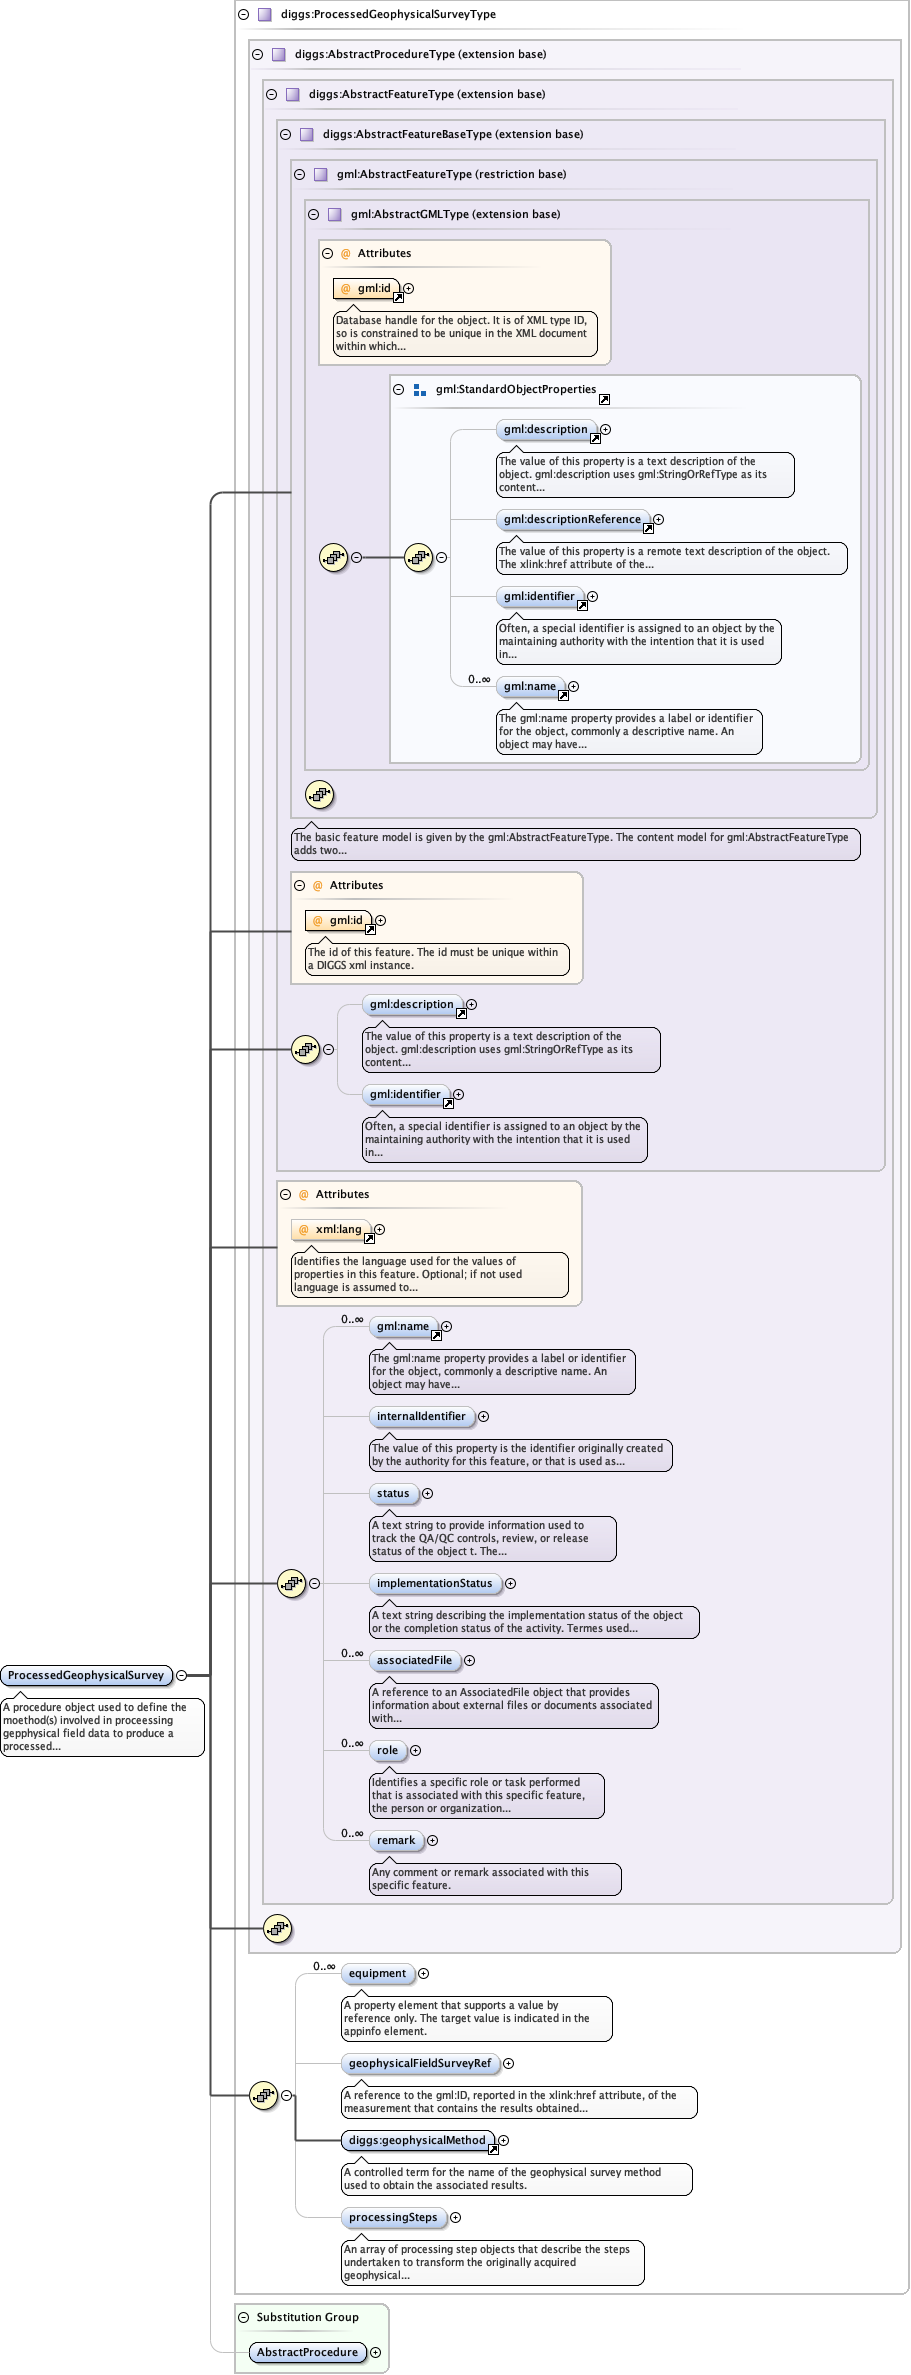 diggs:ProcessedGeophysicalSurveyType
diggs:AbstractProcedureType (extension base)
diggs:AbstractFeatureType (extension base)
diggs:AbstractFeatureBaseType (extension base)
gml:AbstractFeatureType (restriction base)
gml:AbstractGMLType (extension base)
@ Attributes
@ gml:id
Database handle for the object. It is of XML type ID,
so is constrained to be unique in the XML document
within which...
gml:StandardObjectProperties
gml:description
The value of this property is a text description of the
object. gml:description uses gml:StringOrRefType as its
content...
gml:descriptionReference
The value of this property is a remote text description of the object.
The xlink:href attribute of the...
gml:identifier
Often, a special identifier is assigned to an object by the
maintaining authority with the intention that it is used
in...
0..∞
gml:name
The gml:name property provides a label or identifier
for the object, commonly a descriptive name. An
object may have...
The basic feature model is given by the gml:AbstractFeatureType. The content model for gml:AbstractFeatureType
adds two...
@ Attributes
@ gml:id
The id of this feature. The id must be unique within
a DIGGS xml instance.
gml:description
The value of this property is a text description of the
object. gml:description uses gml:StringOrRefType as its
content...
gml:identifier
Often, a special identifier is assigned to an object by the
maintaining authority with the intention that it is used
in...
@ Attributes
@ xml:lang
Identifies the language used for the values of
properties in this feature. Optional; if not used
language is assumed to...
0..∞
gml:name
The gml:name property provides a label or identifier
for the object, commonly a descriptive name. An
object may have...
internalIdentifier
The value of this property is the identifier originally created
by the authority for this feature, or that is used as...
status
A text string to provide information used to
track the QA/QC controls, review, or release
status of the object t. The...
implementationStatus
A text string describing the implementation status of the object
or the completion status of the activity. Termes used...
0..∞
associatedFile
A reference to an AssociatedFile object that provides
information about external files or documents associated
with...
0..∞
role
Identifies a specific role or task performed
that is associated with this specific feature,
the person or organization...
0..∞
remark
Any comment or remark associated with this
specific feature.
ProcessedGeophysicalSurvey
A procedure object used to define the
moethod(s) involved in proceessing
gepphysical field data to produce a
processed...
0..∞
equipment
A property element that supports a value by
reference only. The target value is indicated in the
appinfo element.
geophysicalFieldSurveyRef
A reference to the gml:ID, reported in the xlink:href attribute, of the
measurement that contains the results obtained...
diggs:geophysicalMethod
A controlled term for the name of the geophysical survey method
used to obtain the associated results.
processingSteps
An array of processing step objects that describe the steps
undertaken to transform the originally acquired
geophysical...
Substitution Group
AbstractProcedure